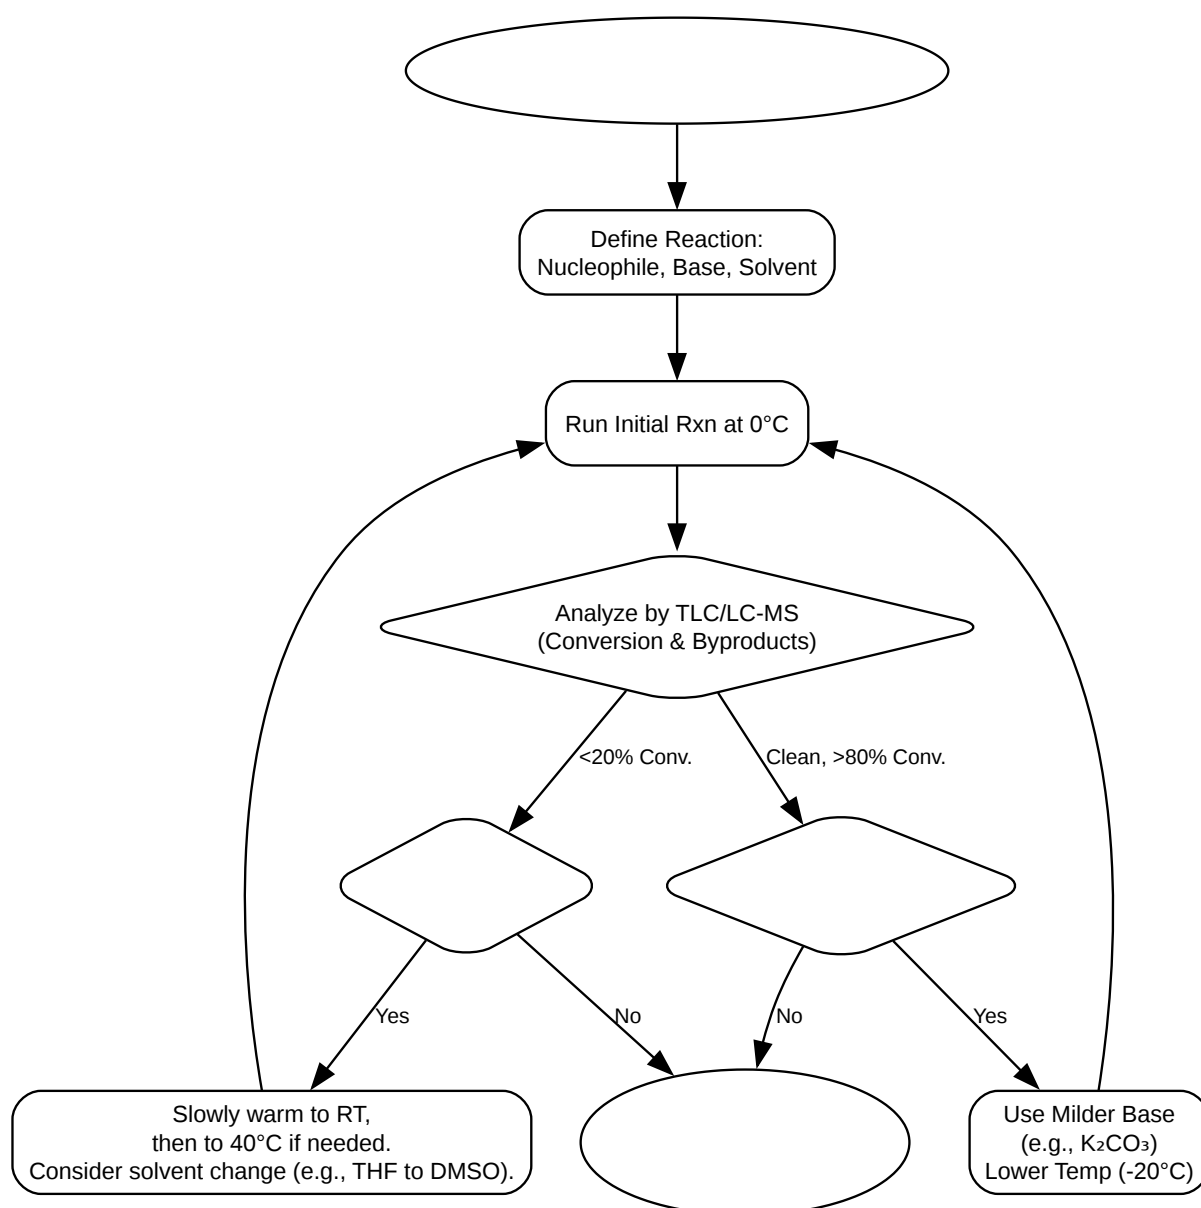 Define Reaction:
Nucleophile, Base, Solvent
Run Initial Rxn at 0°C
Analyze by TLC/LC-MS
(Conversion & Byproducts)
<20% Conv.
Clean, >80% Conv.
Yes
No
No
Yes
Slowly warm to RT,
then to 40°C if needed.
Consider solvent change (e.g., THF to DMSO).
Use Milder Base
(e.g., K₂CO₃)
Lower Temp (-20°C)